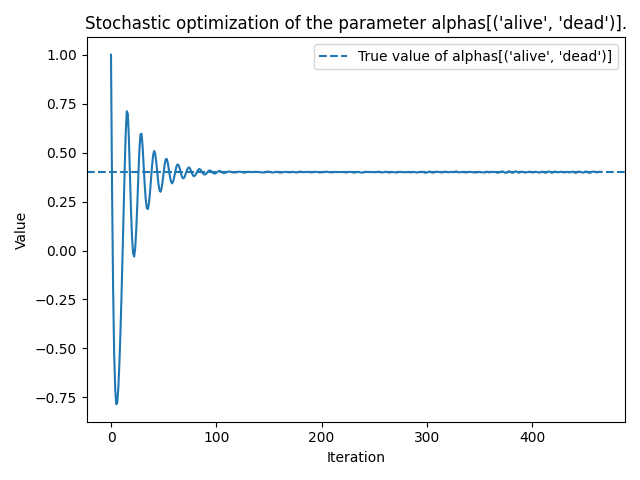 Stochastic optimization of the parameter alphas[('alive', 'dead')].
True value of alphas[('alive', 'dead')]
1.00
0.75
0.50
0.25
0.00
−0.25
−0.50
−0.75
Value
0 100 200 300 400
Iteration